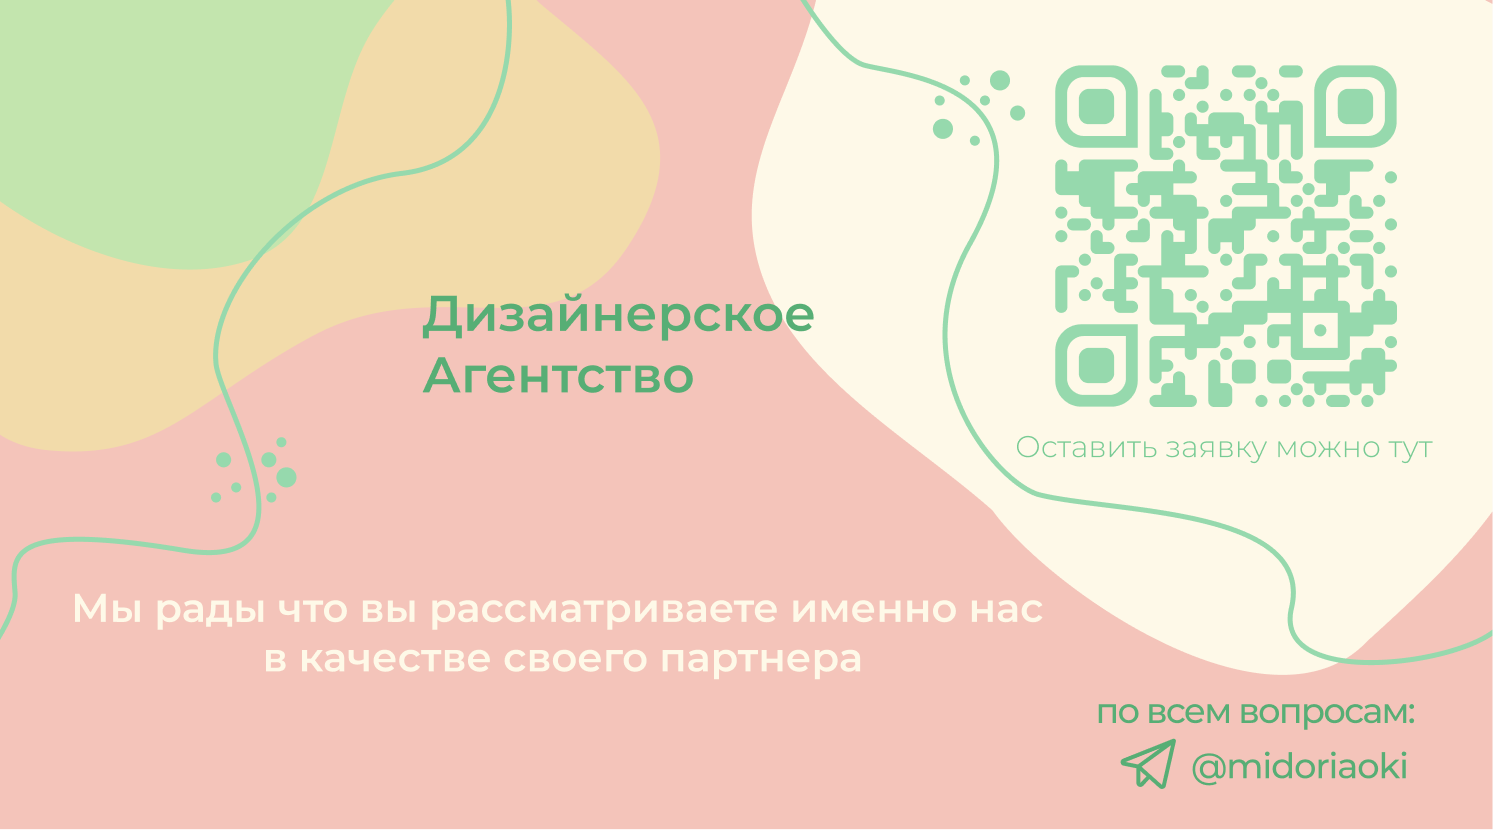 Дизайнерское
Агентство
Оставить заявку можно тут
Мы рады что вы рассматриваете именно нас
в качестве своего партнера
по всем вопросам:
@midoriaoki